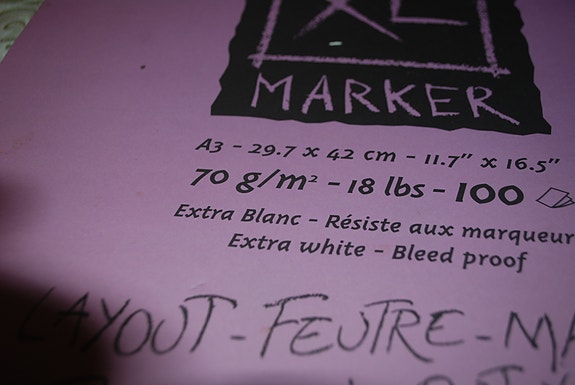 XL
MARKER
A3 - 29.7 x 42 cm - 11.7" x 16.5"
70 g/m² - 18 lbs - 100
Extra Blanc - Résiste aux marqueur
Extra white - Bleed proof
LAYOUT - FEUTRE - MA